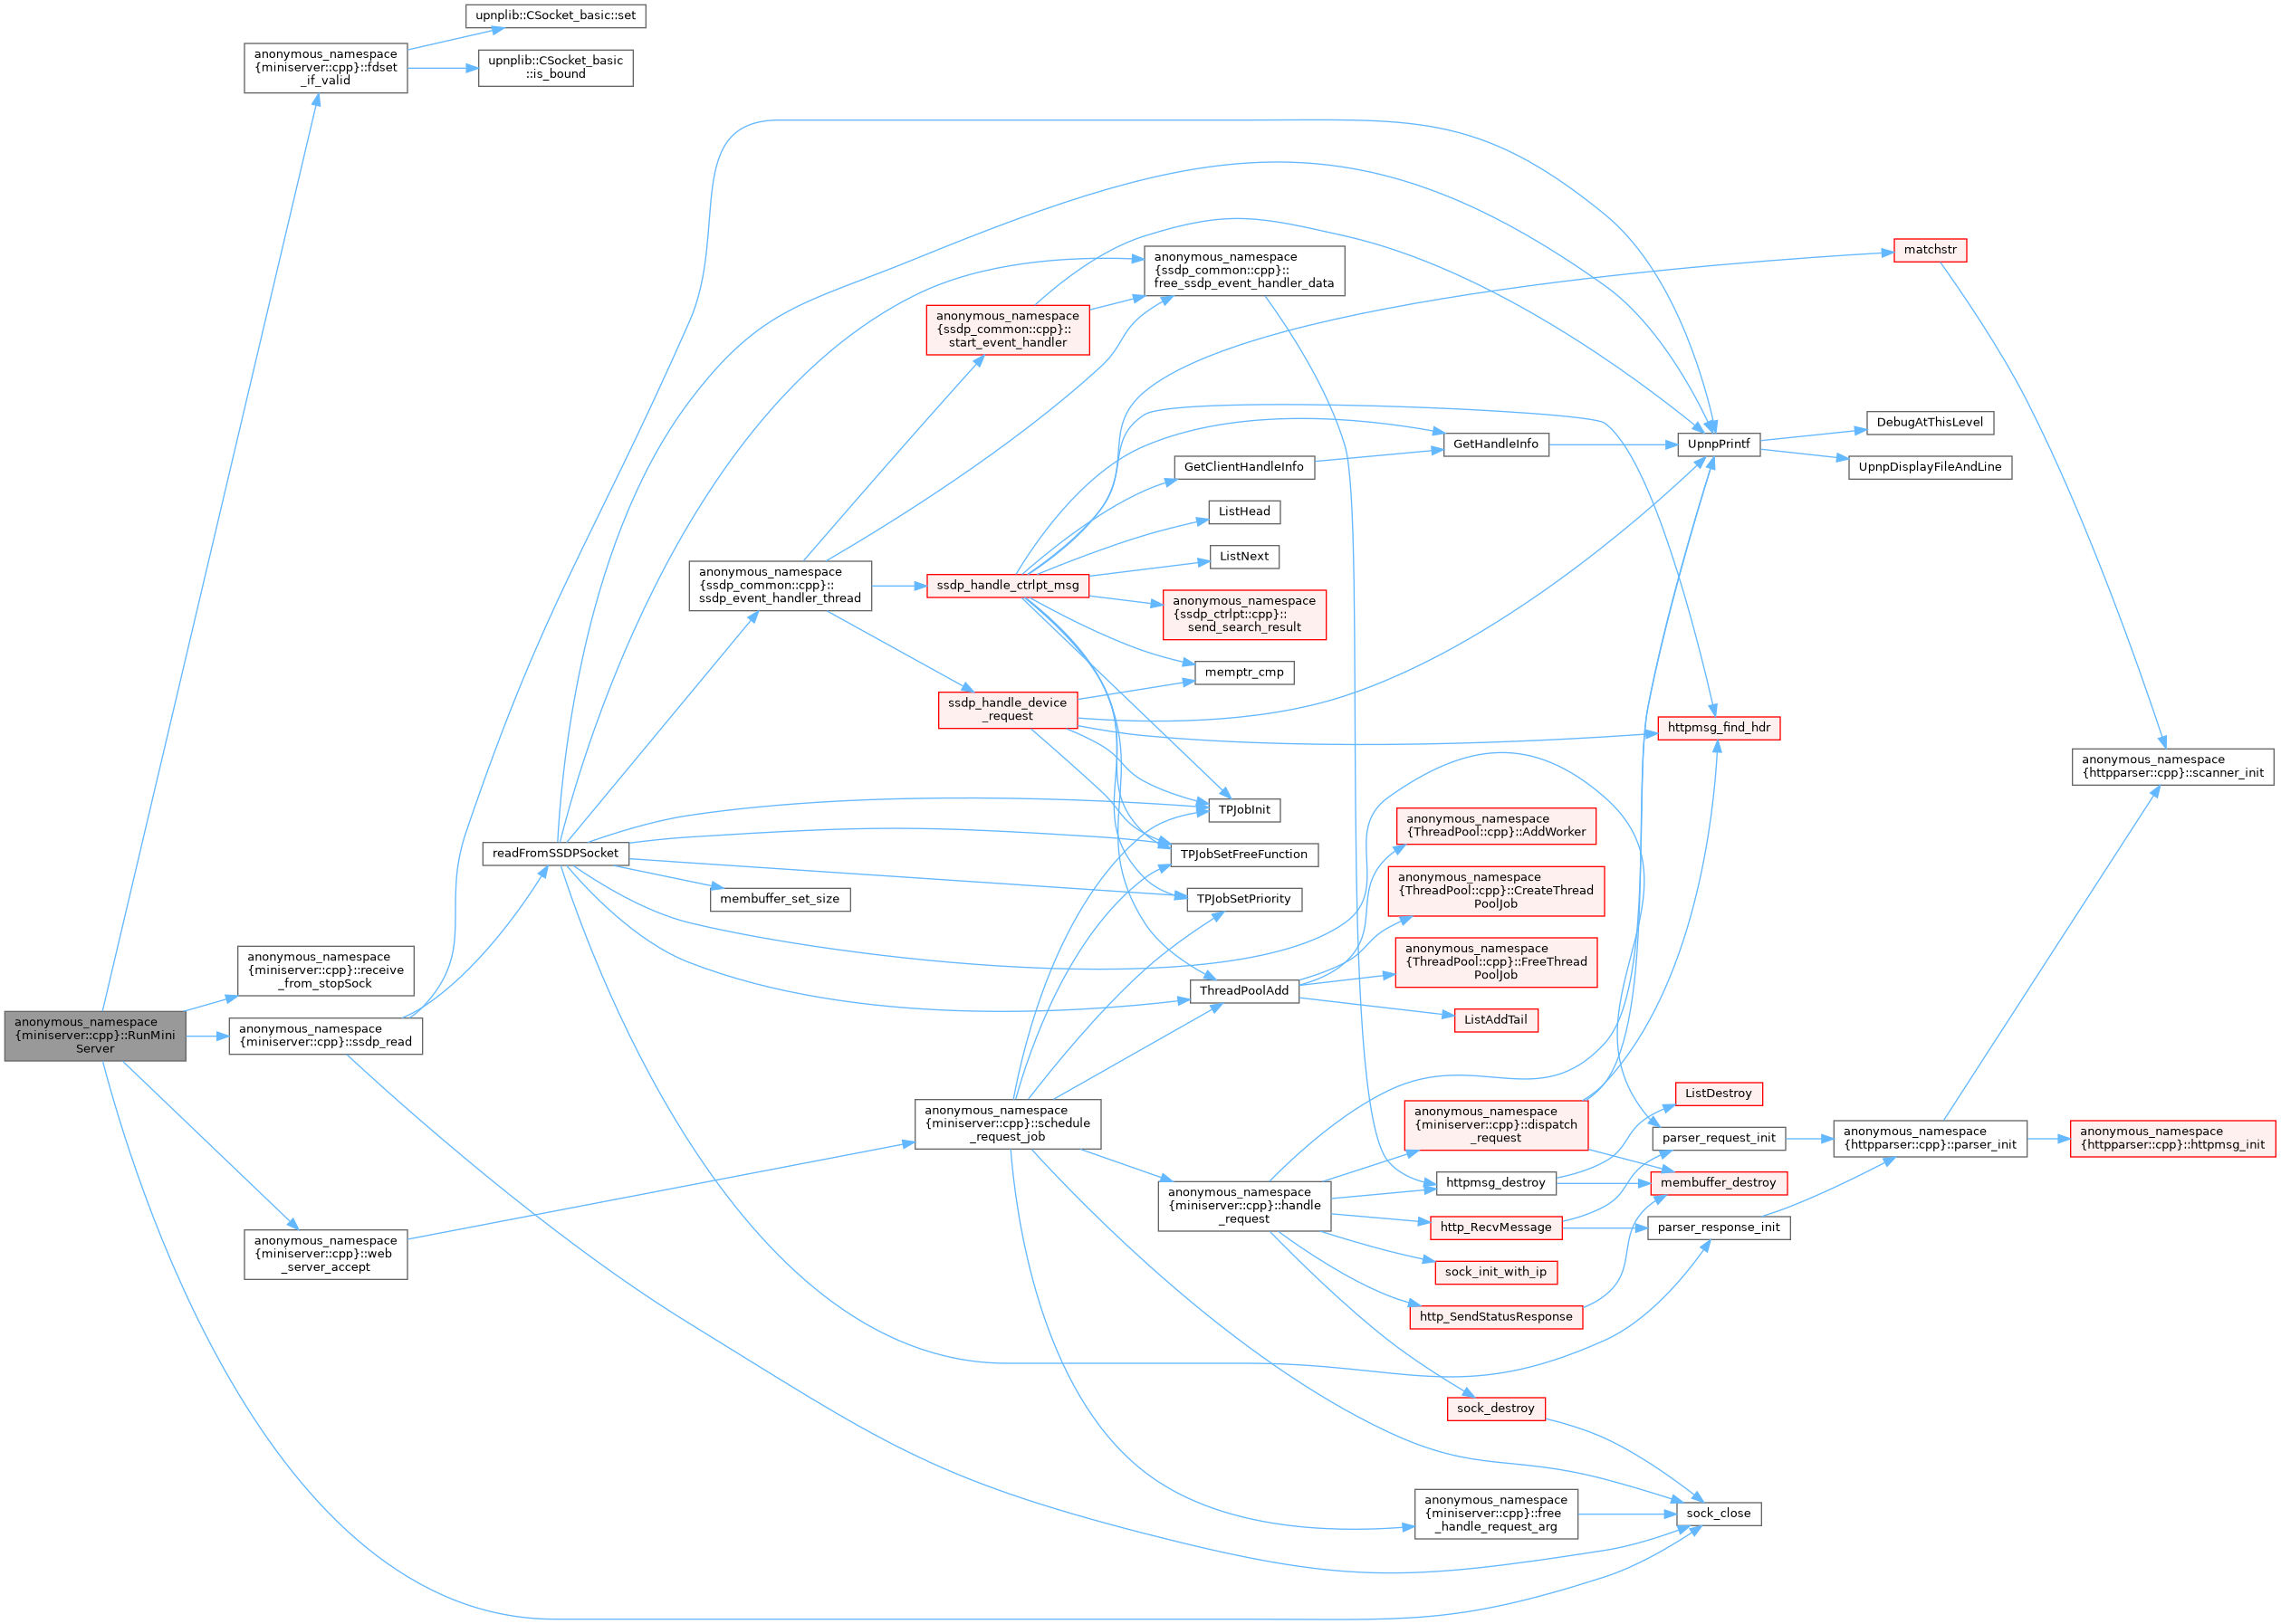 upnplib::CSocket_basic::set
anonymous_namespace
{miniserver::cpp}::fdset
_if_valid
upnplib::CSocket_basic
::is_bound
anonymous_namespace
{ssdp_common::cpp}::
free_ssdp_event_handler_data
matchstr
anonymous_namespace
{ssdp_common::cpp}::
start_event_handler
DebugAtThisLevel
GetHandleInfo
UpnpPrintf
GetClientHandleInfo
UpnpDisplayFileAndLine
ListHead
ListNext
anonymous_namespace
{ssdp_common::cpp}::
ssdp_event_handler_thread
ssdp_handle_ctrlpt_msg
anonymous_namespace
{ssdp_ctrlpt::cpp}::
send_search_result
memptr_cmp
ssdp_handle_device
_request
httpmsg_find_hdr
anonymous_namespace
{httpparser::cpp}::scanner_init
TPJobInit
anonymous_namespace
{ThreadPool::cpp}::AddWorker
readFromSSDPSocket
TPJobSetFreeFunction
anonymous_namespace
{ThreadPool::cpp}::CreateThread
PoolJob
membuffer_set_size
TPJobSetPriority
anonymous_namespace
{miniserver::cpp}::receive
_from_stopSock
anonymous_namespace
{ThreadPool::cpp}::FreeThread
PoolJob
ThreadPoolAdd
ListAddTail
anonymous_namespace
{miniserver::cpp}::RunMini
Server
anonymous_namespace
{miniserver::cpp}::ssdp_read
ListDestroy
anonymous_namespace
{miniserver::cpp}::schedule
_request_job
anonymous_namespace
{miniserver::cpp}::dispatch
_request
parser_request_init
anonymous_namespace
{httpparser::cpp}::parser_init
anonymous_namespace
{httpparser::cpp}::httpmsg_init
httpmsg_destroy
membuffer_destroy
anonymous_namespace
{miniserver::cpp}::handle
_request
http_RecvMessage
parser_response_init
anonymous_namespace
{miniserver::cpp}::web
_server_accept
sock_init_with_ip
http_SendStatusResponse
sock_destroy
anonymous_namespace
{miniserver::cpp}::free
_handle_request_arg
sock_close